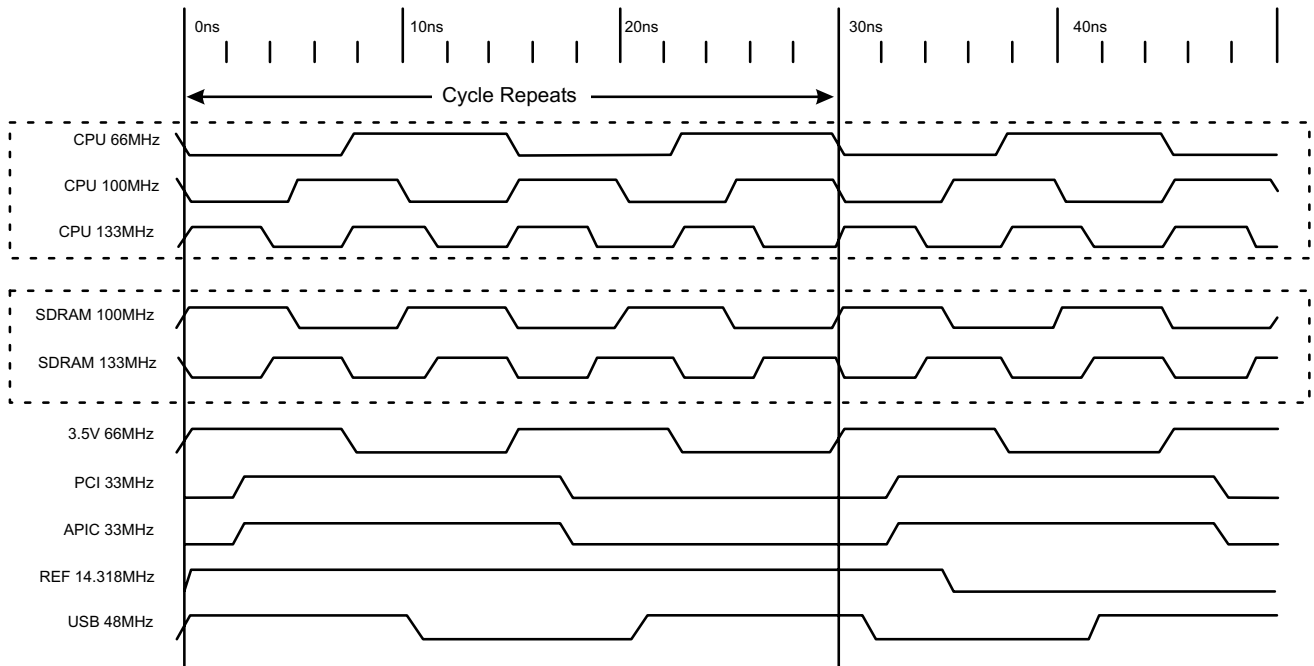 0ns 10ns 20ns 30ns 40ns
Cycle Repeats
CPU 66MHz
CPU 100MHz
CPU 133MHz
SDRAM 100MHz
SDRAM 133MHz
3.5V 66MHz
PCI 33MHz
APIC 33MHz
REF 14.318MHz
USB 48MHz